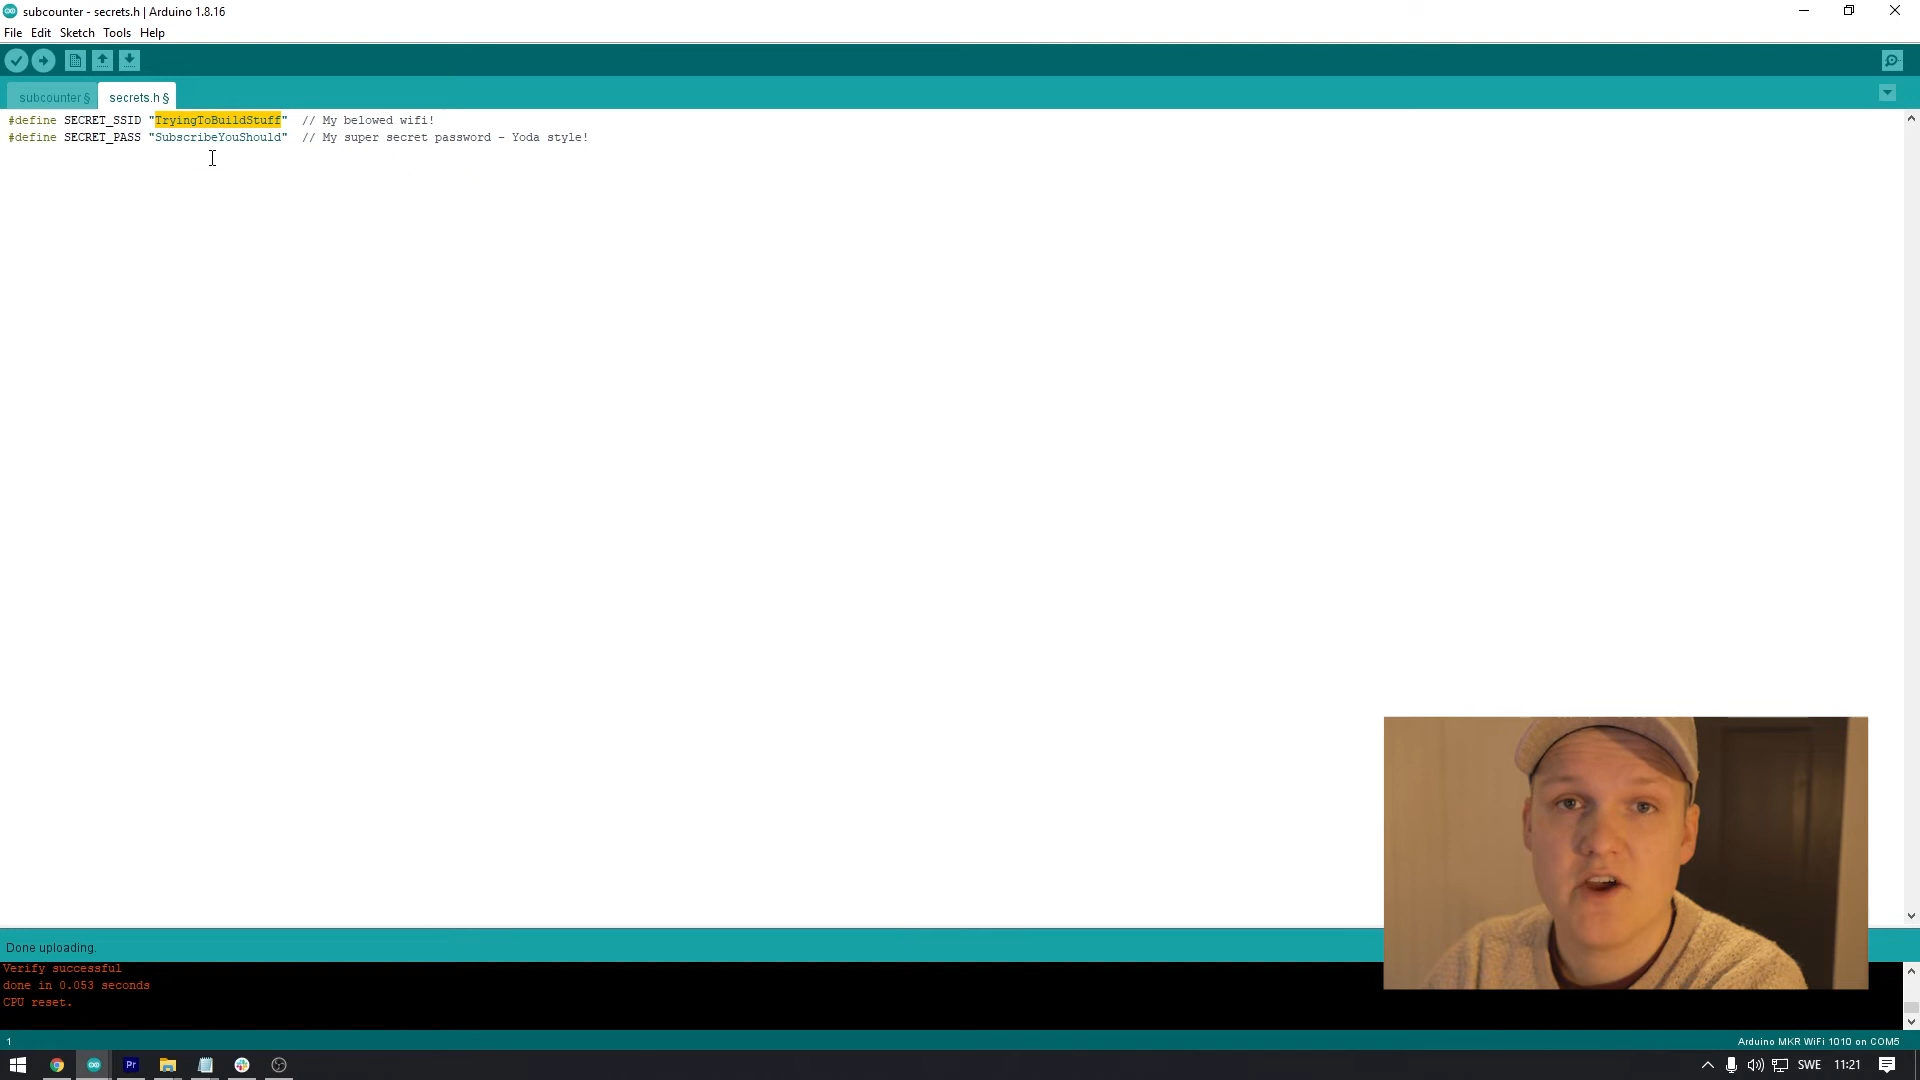 subcounter - secrets.h | Arduino 1.8.16
File Edit Sketch Tools Help
subcounter § secrets.h §
#define SECRET_SSID "TryingToBuildStuff" // My belowed wifi!
#define SECRET_PASS "SubscribeYouShould" // My super secret password - Yoda style!
Done uploading.
Verify successful
done in 0.053 seconds
CPU reset.
1 Arduino MKR WiFi 1010 on COM5
Pr SWE 11:21